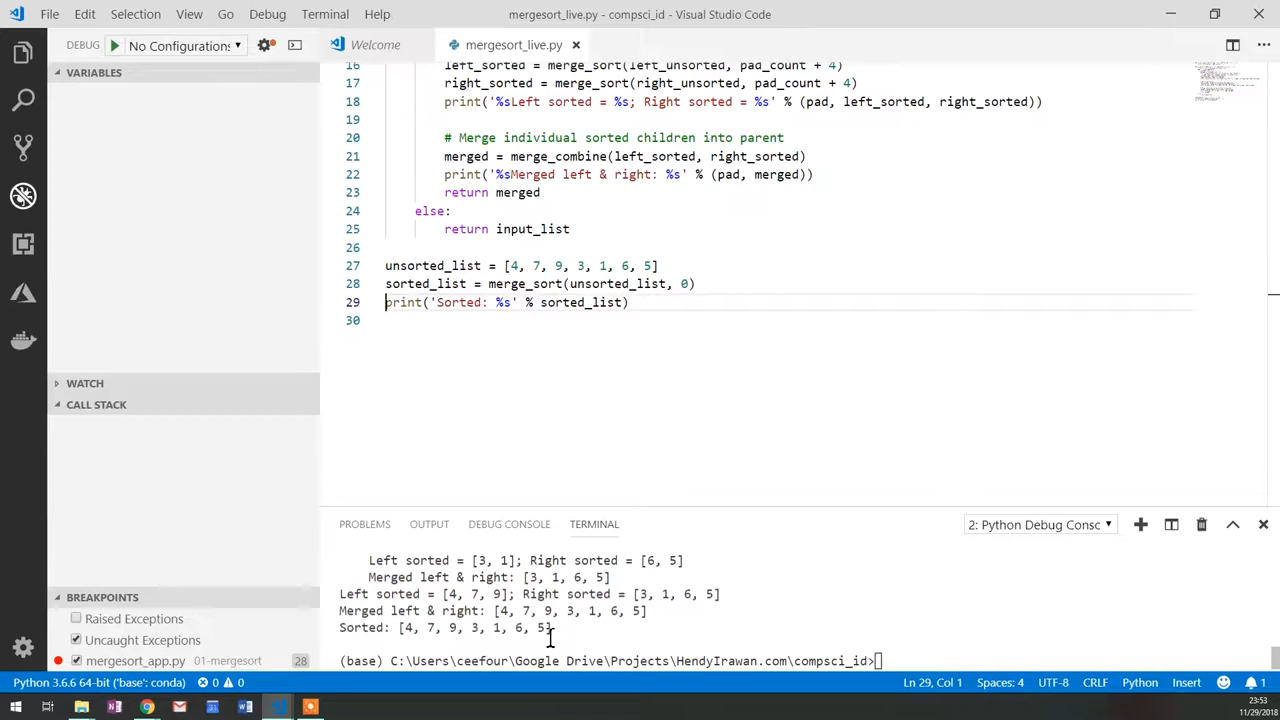 File Edit Selection View Go Debug Terminal Help
mergesort_live.py - compsci_id - Visual Studio Code
DEBUG No Configurations
Welcome
mergesort_live.py
VARIABLES
WATCH
CALL STACK
BREAKPOINTS
Raised Exceptions
Uncaught Exceptions
mergesort_app.py 01-mergesort 28
16 left_sorted = merge_sort(left_unsorted, pad_count + 4)
17 right_sorted = merge_sort(right_unsorted, pad_count + 4)
18 print('%sLeft sorted = %s; Right sorted = %s' % (pad, left_sorted, right_sorted))
19
20 # Merge individual sorted children into parent
21 merged = merge_combine(left_sorted, right_sorted)
22 print('%sMerged left & right: %s' % (pad, merged))
23 return merged
24 else:
25 return input_list
26
27 unsorted_list = [4, 7, 9, 3, 1, 6, 5]
28 sorted_list = merge_sort(unsorted_list, 0)
29 print('Sorted: %s' % sorted_list)
30
PROBLEMS OUTPUT DEBUG CONSOLE TERMINAL
2: Python Debug Consc
Left sorted = [3, 1]; Right sorted = [6, 5]
Merged left & right: [3, 1, 6, 5]
Left sorted = [4, 7, 9]; Right sorted = [3, 1, 6, 5]
Merged left & right: [4, 7, 9, 3, 1, 6, 5]
Sorted: [4, 7, 9, 3, 1, 6, 5]
(base) C:\Users\ceefour\Google Drive\Projects\HendyIrawan.com\compsci_id>
Python 3.6.6 64-bit ('base': conda) 0 0
Ln 29, Col 1 Spaces: 4 UTF-8 CRLF Python Insert 1
23:53
11/29/2018